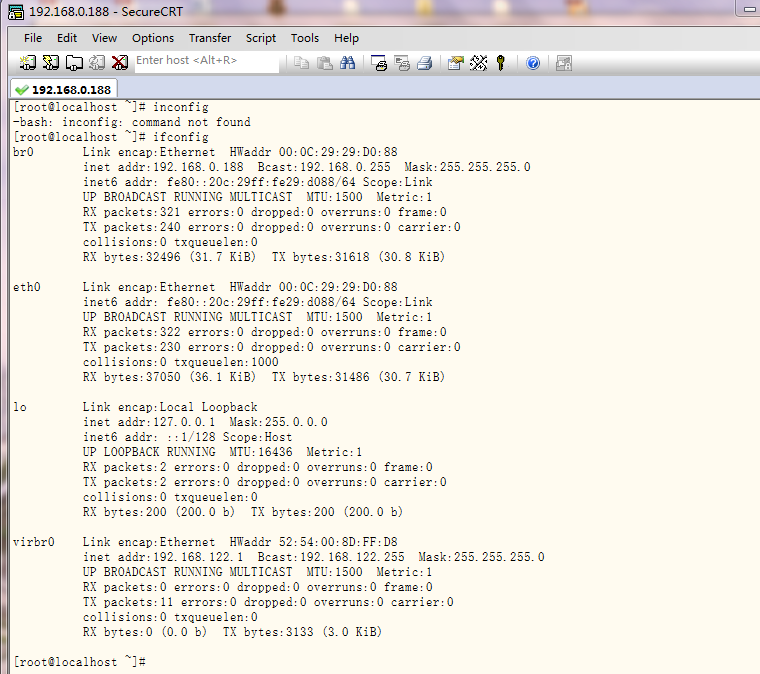 192.168.0.188 - SecureCRT
File Edit View Options Transfer Script Tools Help
Enter host <Alt+R>
192.168.0.188
[root@localhost ~]# inconfig
-bash: inconfig: command not found
[root@localhost ~]# ifconfig
br0       Link encap:Ethernet  HWaddr 00:0C:29:29:D0:88
          inet addr:192.168.0.188  Bcast:192.168.0.255  Mask:255.255.255.0
          inet6 addr: fe80::20c:29ff:fe29:d088/64 Scope:Link
          UP BROADCAST RUNNING MULTICAST  MTU:1500  Metric:1
          RX packets:321 errors:0 dropped:0 overruns:0 frame:0
          TX packets:240 errors:0 dropped:0 overruns:0 carrier:0
          collisions:0 txqueuelen:0
          RX bytes:32496 (31.7 KiB)  TX bytes:31618 (30.8 KiB)
eth0      Link encap:Ethernet  HWaddr 00:0C:29:29:D0:88
          inet6 addr: fe80::20c:29ff:fe29:d088/64 Scope:Link
          UP BROADCAST RUNNING MULTICAST  MTU:1500  Metric:1
          RX packets:322 errors:0 dropped:0 overruns:0 frame:0
          TX packets:230 errors:0 dropped:0 overruns:0 carrier:0
          collisions:0 txqueuelen:1000
          RX bytes:37050 (36.1 KiB)  TX bytes:31486 (30.7 KiB)
lo        Link encap:Local Loopback
          inet addr:127.0.0.1  Mask:255.0.0.0
          inet6 addr: ::1/128 Scope:Host
          UP LOOPBACK RUNNING  MTU:16436  Metric:1
          RX packets:2 errors:0 dropped:0 overruns:0 frame:0
          TX packets:2 errors:0 dropped:0 overruns:0 carrier:0
          collisions:0 txqueuelen:0
          RX bytes:200 (200.0 b)  TX bytes:200 (200.0 b)
virbr0    Link encap:Ethernet  HWaddr 52:54:00:8D:FF:D8
          inet addr:192.168.122.1  Bcast:192.168.122.255  Mask:255.255.255.0
          UP BROADCAST RUNNING MULTICAST  MTU:1500  Metric:1
          RX packets:0 errors:0 dropped:0 overruns:0 frame:0
          TX packets:11 errors:0 dropped:0 overruns:0 carrier:0
          collisions:0 txqueuelen:0
          RX bytes:0 (0.0 b)  TX bytes:3133 (3.0 KiB)
[root@localhost ~]#